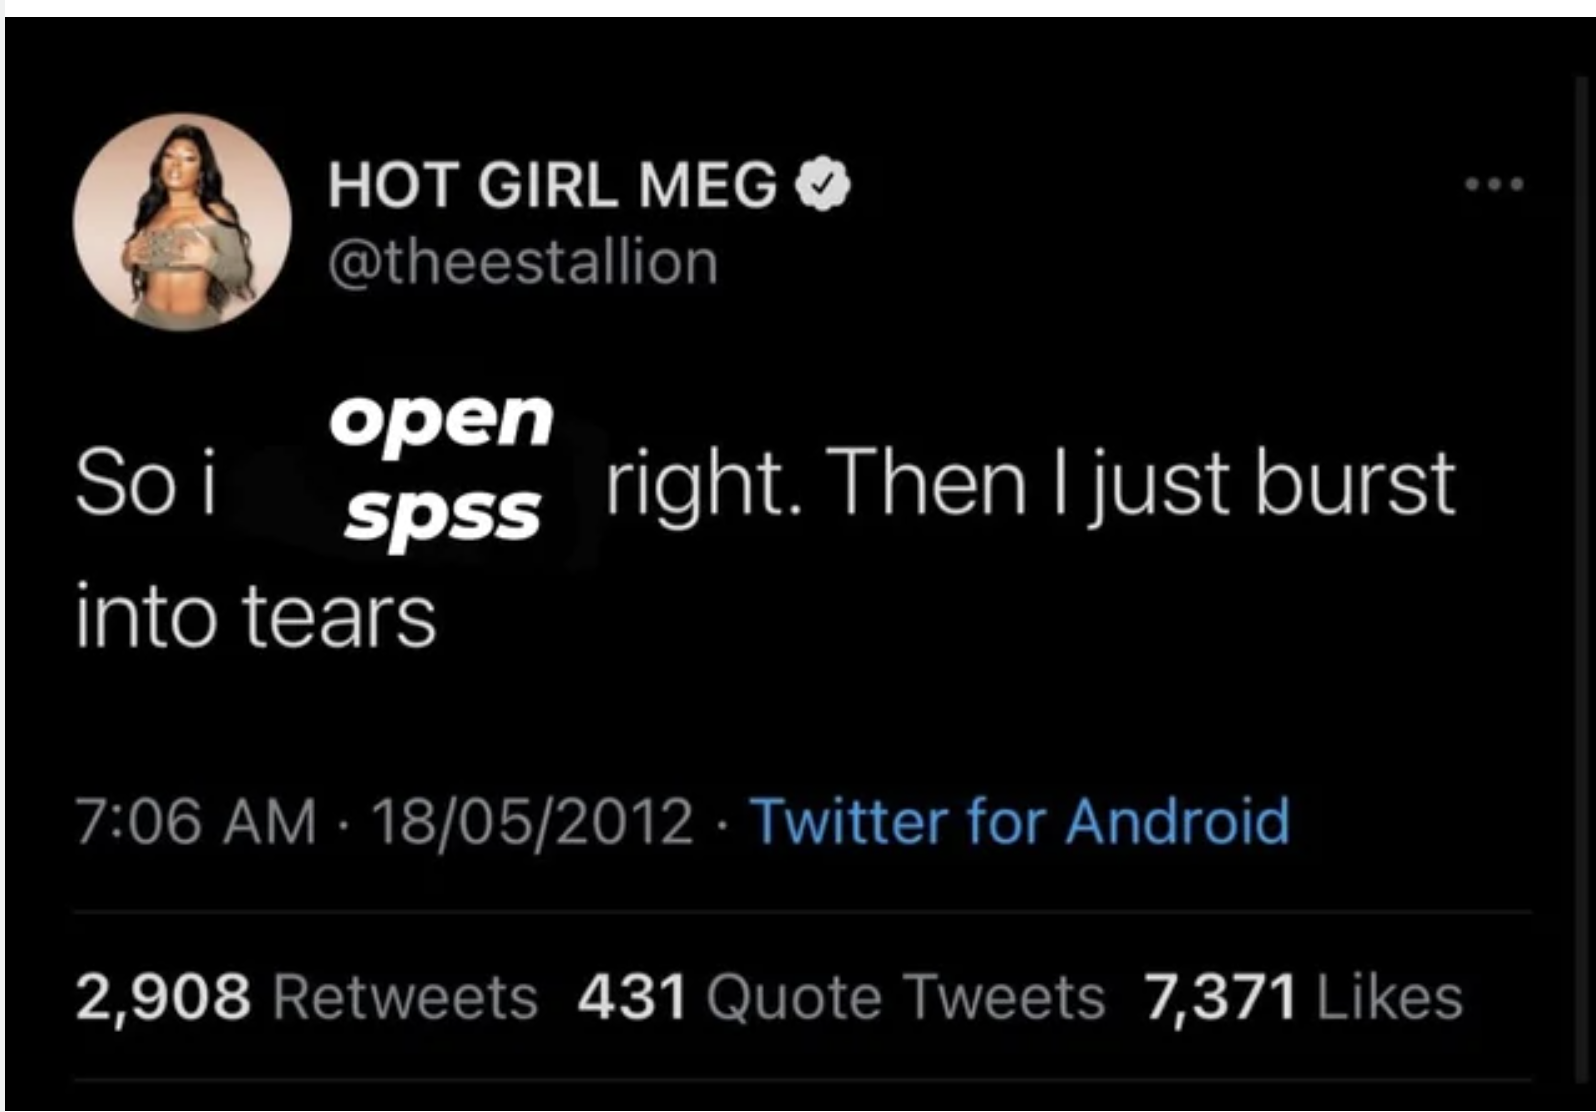 HOT GIRL MEG
@theestallion
So i open spss right. Then I just burst
into tears
7:06 AM · 18/05/2012 · Twitter for Android
2,908 Retweets 431 Quote Tweets 7,371 Likes